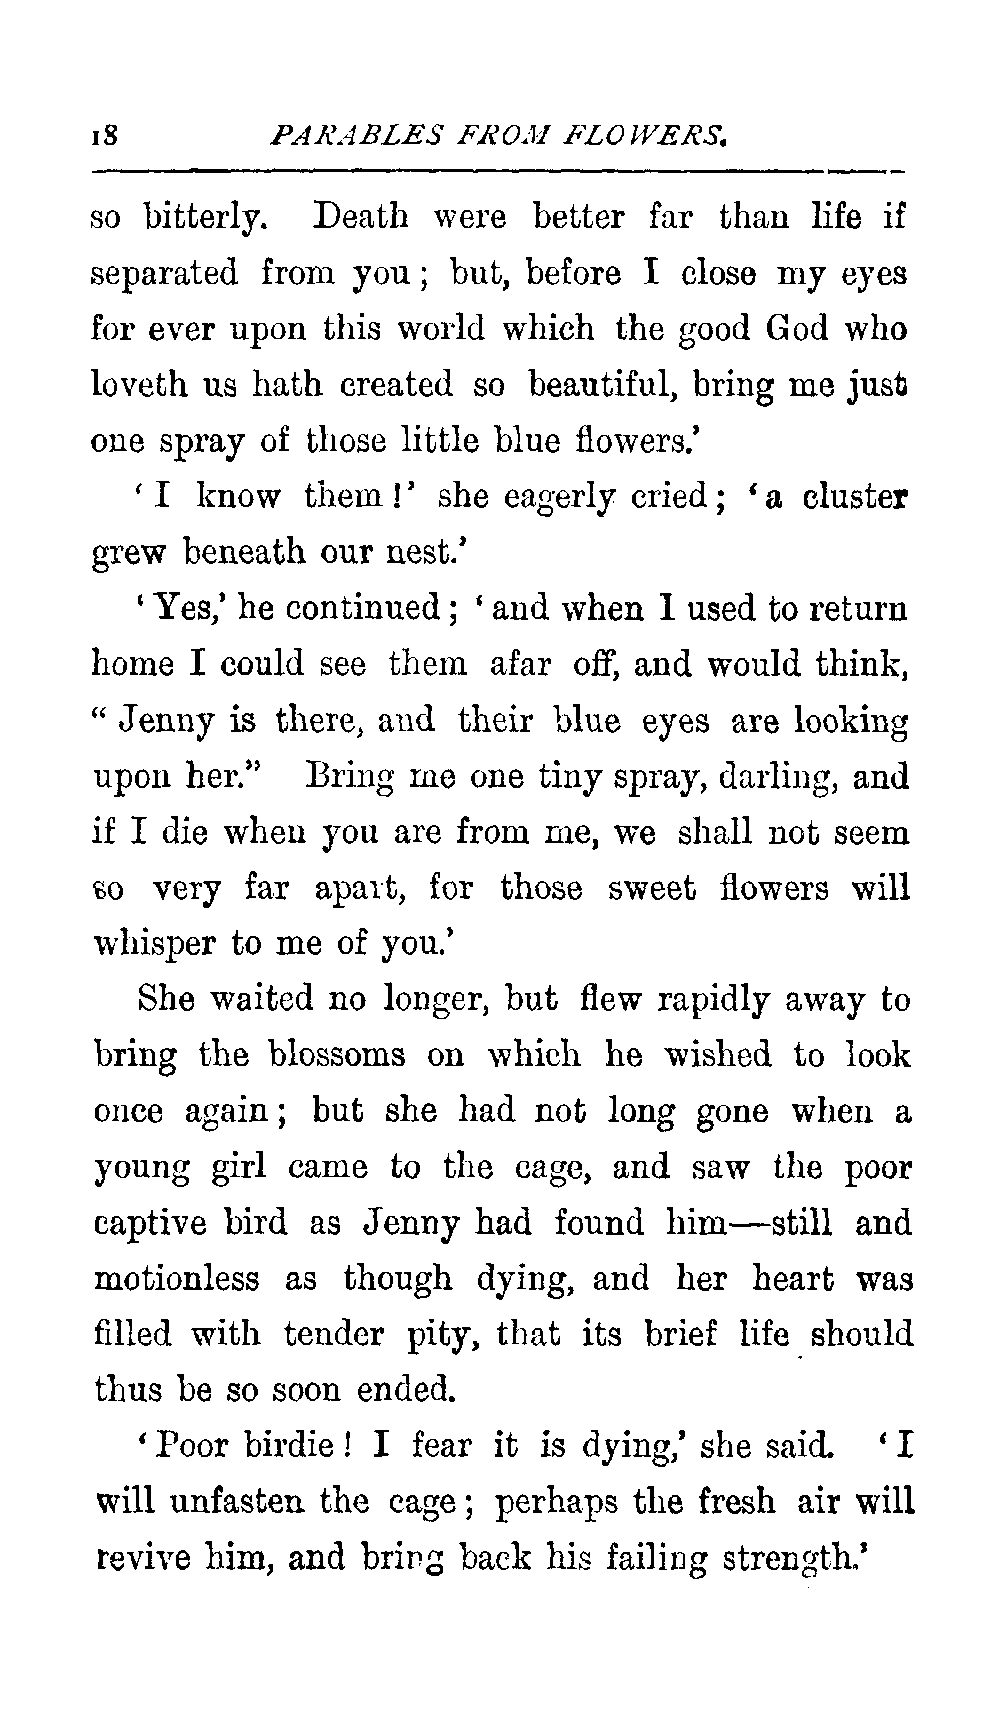 18 PARABLES FROM FLOWERS.
so bitterly. Death were better far than life if
separated from you; but, before I close my eyes
for ever upon this world which the good God who
loveth us hath created so beautiful, bring me just
one spray of those little blue flowers.’
‘I know them!’ she eagerly cried; ‘a cluster
grew beneath our nest.’
‘Yes,’ he continued; ‘and when I used to return
home I could see them afar off, and would think,
“Jenny is there, and their blue eyes are looking
upon her.” Bring me one tiny spray, darling, and
if I die when you are from me, we shall not seem
so very far apart, for those sweet flowers will
whisper to me of you.’
She waited no longer, but flew rapidly away to
bring the blossoms on which he wished to look
once again; but she had not long gone when a
young girl came to the cage, and saw the poor
captive bird as Jenny had found him—still and
motionless as though dying, and her heart was
filled with tender pity, that its brief life should
thus be so soon ended.
‘Poor birdie! I fear it is dying,’ she said. ‘I
will unfasten the cage; perhaps the fresh air will
revive him, and bring back his failing strength.’